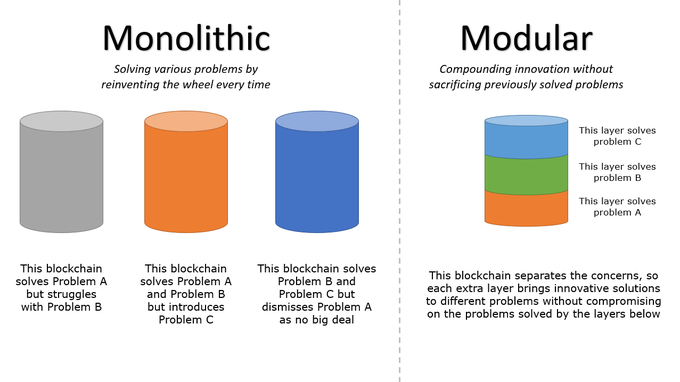 Monolithic
Solving various problems by
reinventing the wheel every time
This blockchain
solves Problem A
but struggles
with Problem B
This blockchain
solves Problem A
and Problem B
but introduces
Problem C
This blockchain solves
Problem B and
Problem C but
dismisses Problem A
as no big deal
Modular
Compounding innovation without
sacrificing previously solved problems
This layer solves
problem C
This layer solves
problem B
This layer solves
problem A
This blockchain separates the concerns, so
each extra layer brings innovative solutions
to different problems without compromising
on the problems solved by the layers below